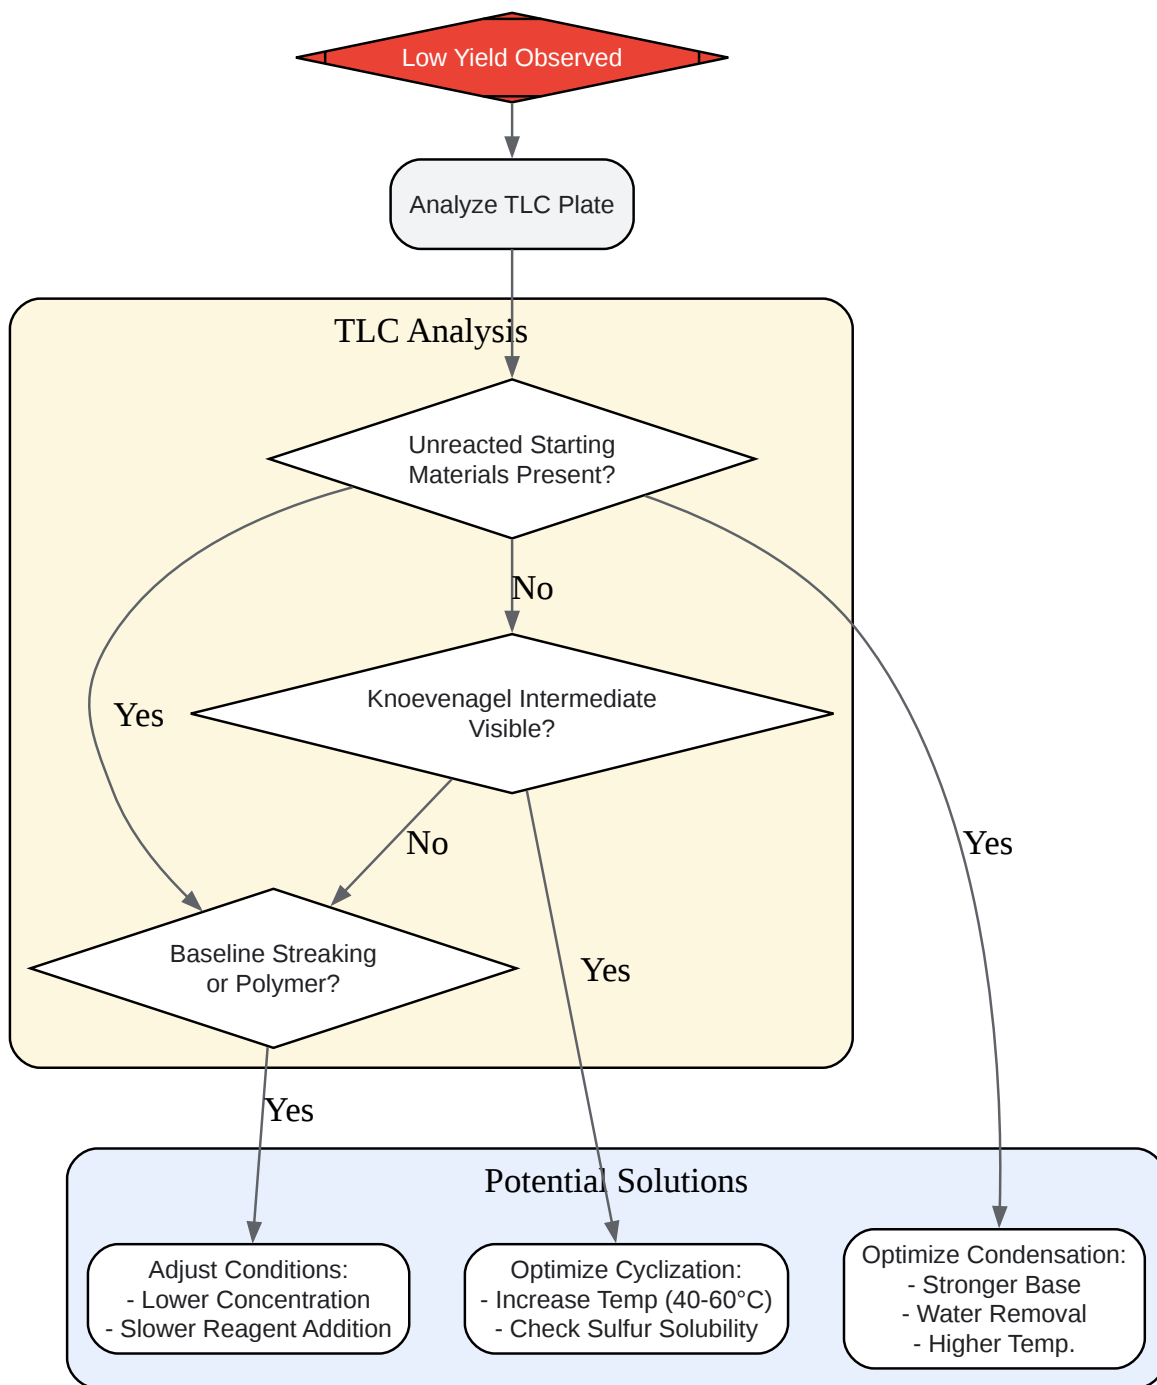 Low Yield Observed
Analyze TLC Plate
TLC Analysis
Unreacted Starting
Materials Present?
No
Yes
Knoevenagel Intermediate
Visible?
No
Yes
Baseline Streaking
or Polymer?
Yes
Yes
Potential Solutions
Adjust Conditions:
- Lower Concentration
- Slower Reagent Addition
Optimize Cyclization:
- Increase Temp (40-60°C)
- Check Sulfur Solubility
Optimize Condensation:
- Stronger Base
- Water Removal
- Higher Temp.